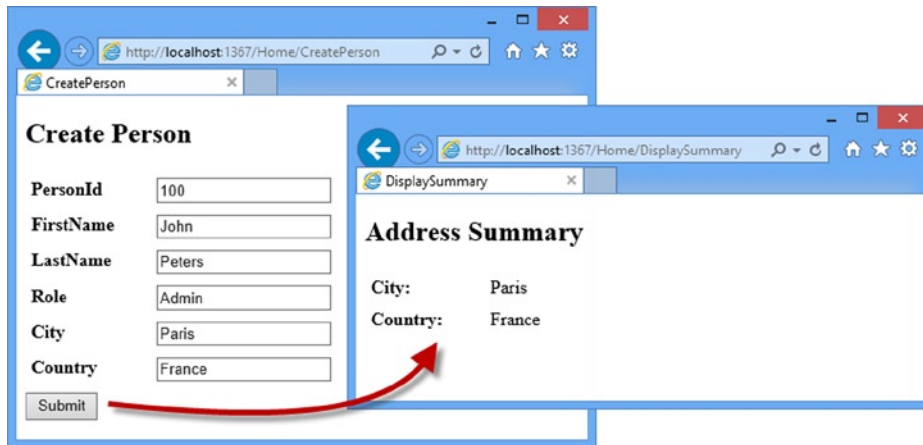 http://localhost:1367/Home/CreatePerson
CreatePerson
Create Person
PersonId 100
FirstName John
LastName Peters
Role Admin
City Paris
Country France
Submit
http://localhost:1367/Home/DisplaySummary
DisplaySummary
Address Summary
City: Paris
Country: France